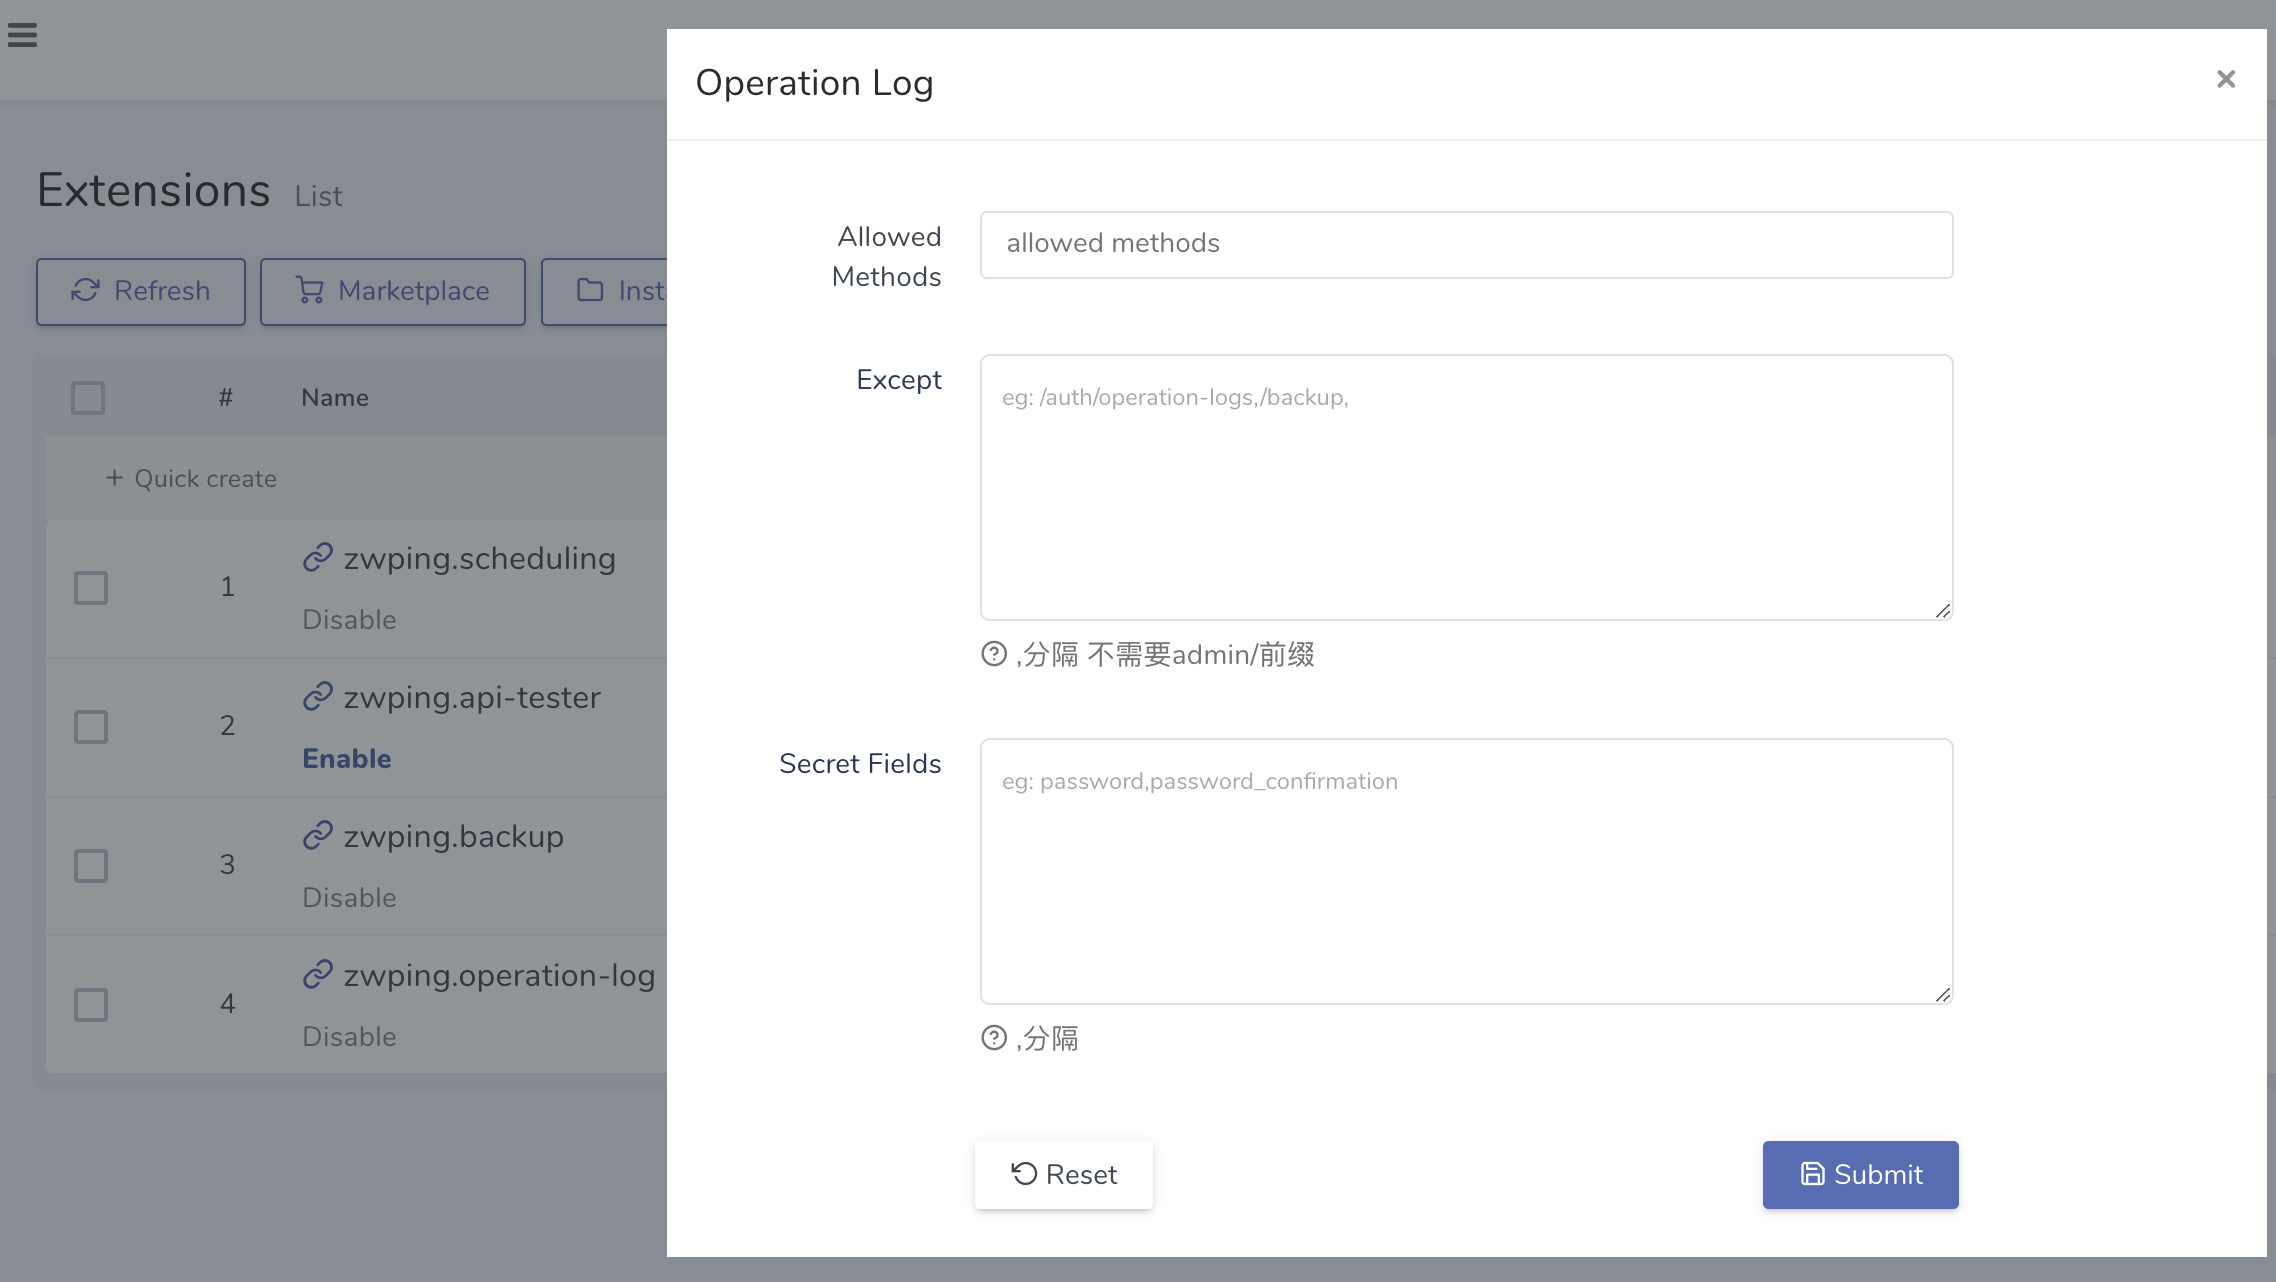 Operation Log
Extensions List
Refresh
Marketplace
# Name
+ Quick create
1
zwping.scheduling
Disable
2
zwping.api-tester
Enable
3
zwping.backup
Disable
4
zwping.operation-log
Disable
Allowed
Methods
allowed methods
Except
eg: /auth/operation-logs,/backup,
,分隔 不需要admin/前缀
Secret Fields
eg: password,password_confirmation
,分隔
Reset
Submit